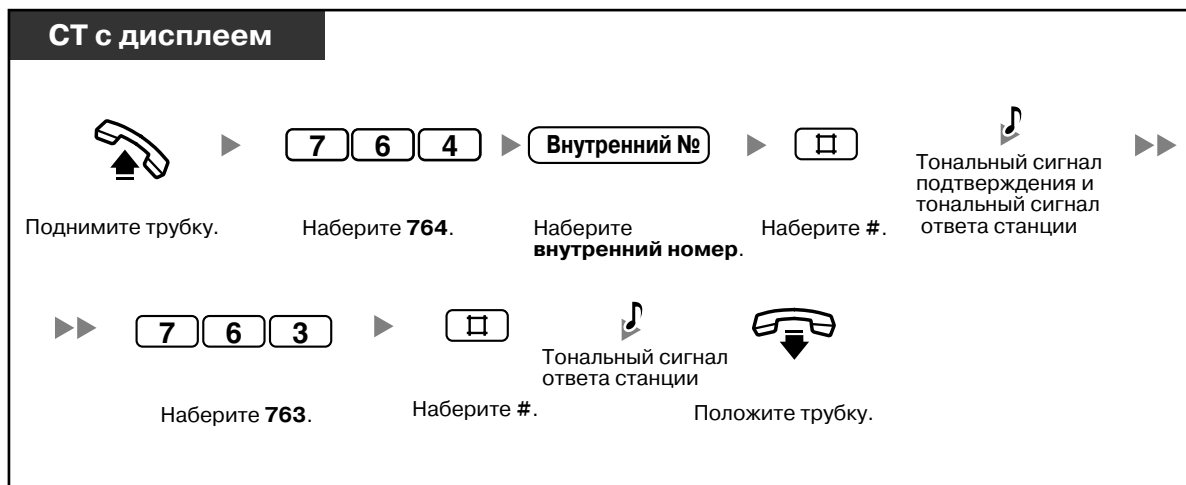 СТ с дисплеем
7 6 4
Внутренний №
Тональный сигнал
подтверждения и
тональный сигнал
ответа станции
Поднимите трубку.
Наберите 764.
Наберите
внутренний номер.
Наберите #.
7 6 3
Тональный сигнал
ответа станции
Наберите 763.
Наберите #.
Положите трубку.